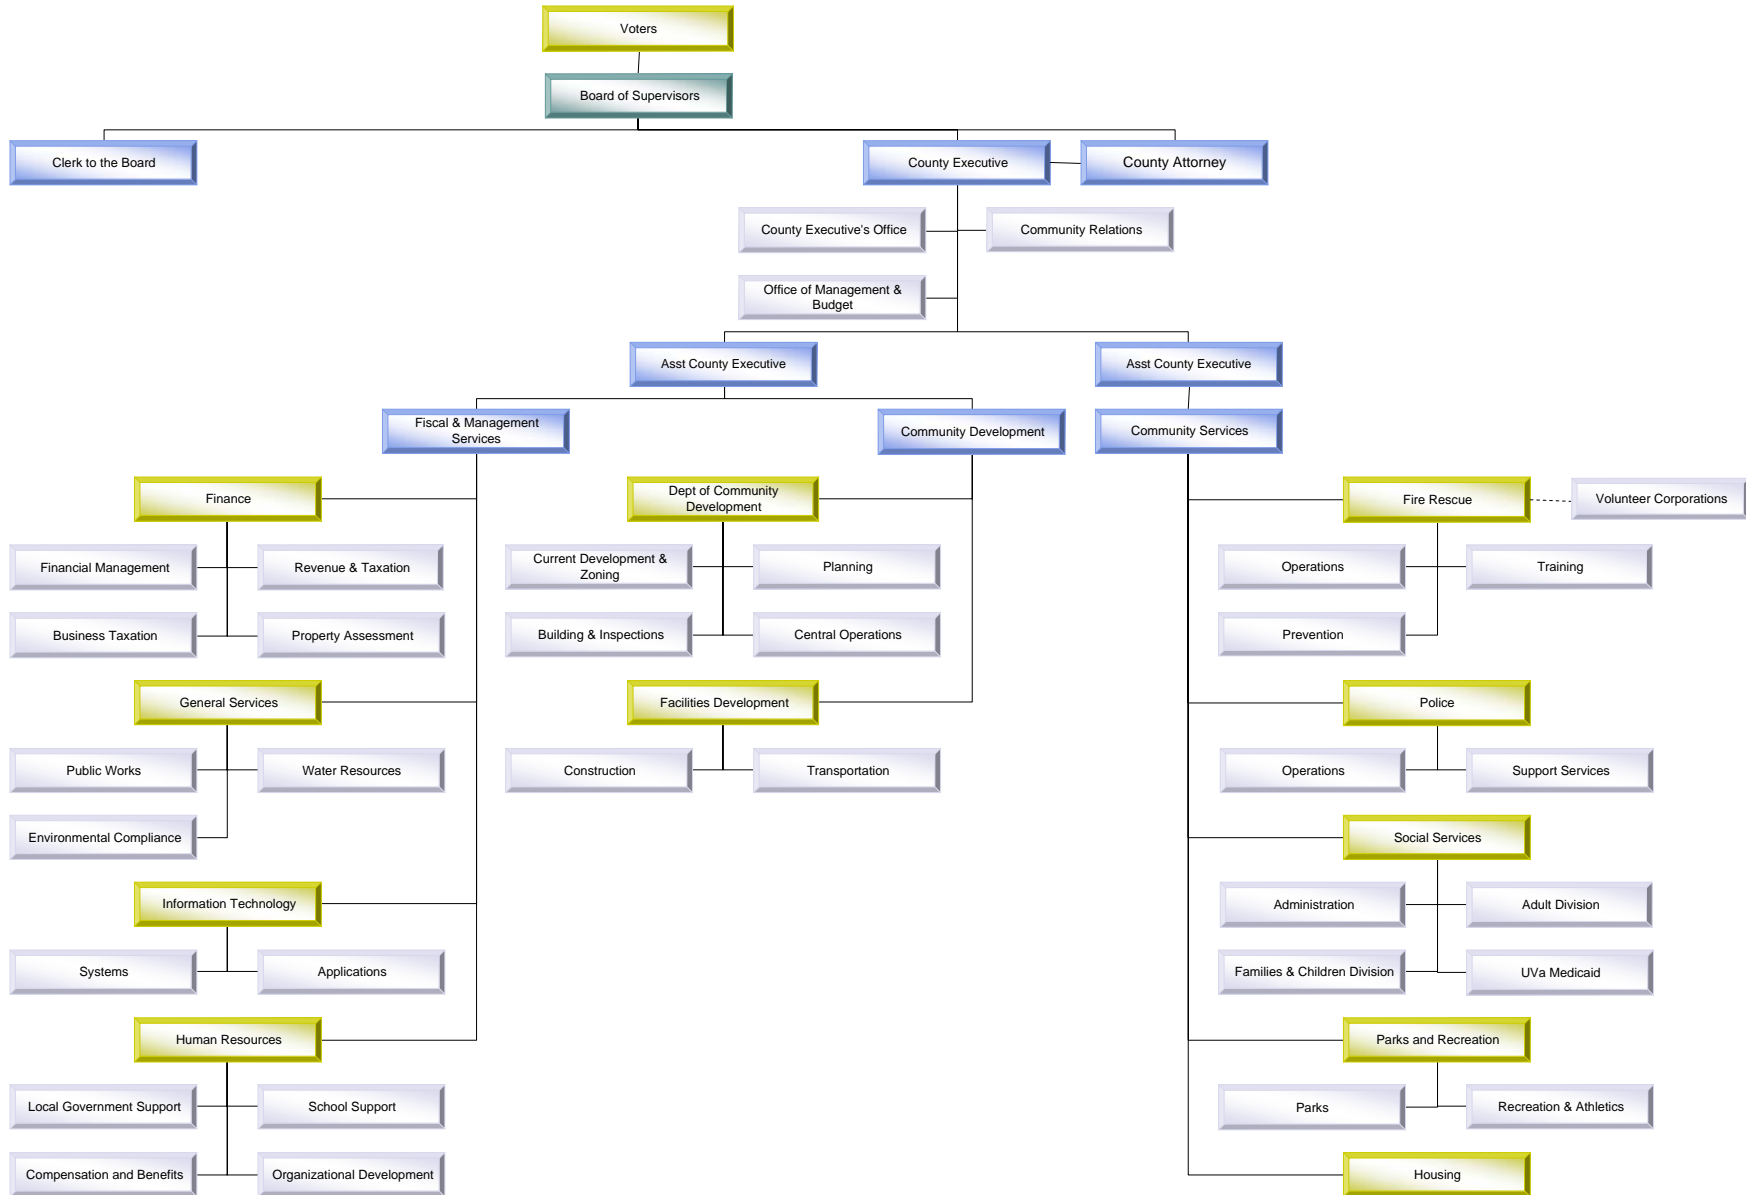 Voters
Board of Supervisors
Clerk to the Board
County Executive
County Attorney
County Executive's Office
Community Relations
Office of Management &
Budget
Asst County Executive
Asst County Executive
Fiscal & Management
Services
Community Development
Community Services
Finance
Dept of Community
Development
Fire Rescue
Volunteer Corporations
Financial Management
Revenue & Taxation
Current Development &
Zoning
Planning
Operations
Training
Business Taxation
Property Assessment
Building & Inspections
Central Operations
Prevention
General Services
Facilities Development
Police
Public Works
Water Resources
Construction
Transportation
Operations
Support Services
Environmental Compliance
Social Services
Information Technology
Administration
Adult Division
Systems
Applications
Families & Children Division
UVa Medicaid
Human Resources
Parks and Recreation
Local Government Support
School Support
Parks
Recreation & Athletics
Compensation and Benefits
Organizational Development
Housing